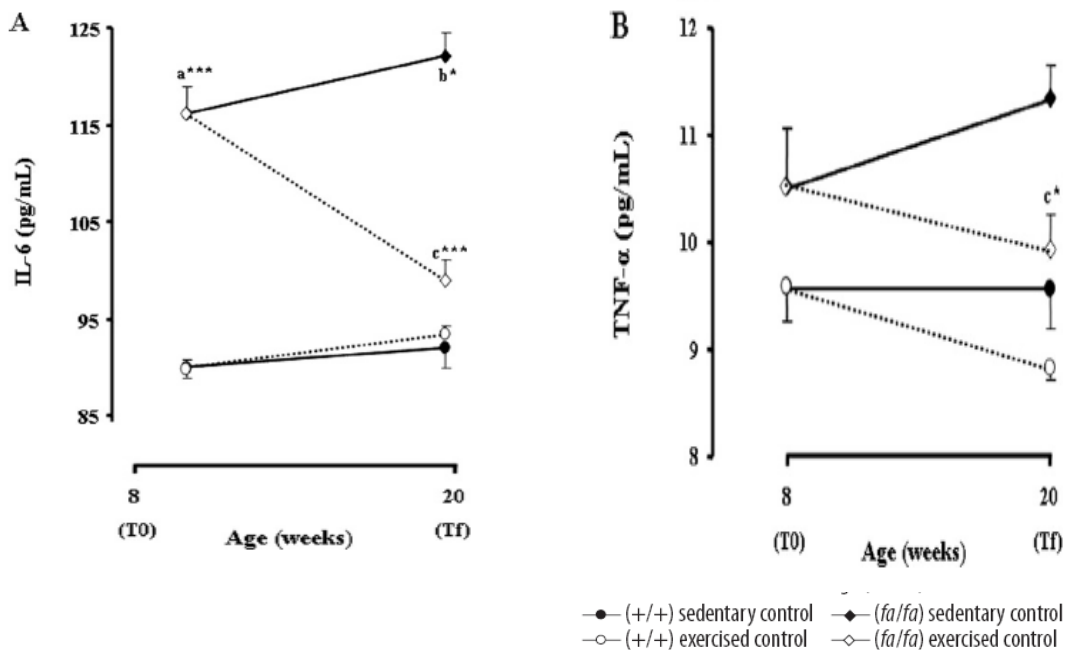 A
125
115
105
95
85
IL-6 (pg/mL)
a***
b*
c***
8
20
(T0)
(Tf)
Age (weeks)
B
12
11
10
9
8
TNF-α (pg/mL)
c*
8
20
(T0)
(Tf)
Age (weeks)
(+/+) sedentary control
(fa/fa) sedentary control
(+/+) exercised control
(fa/fa) exercised control